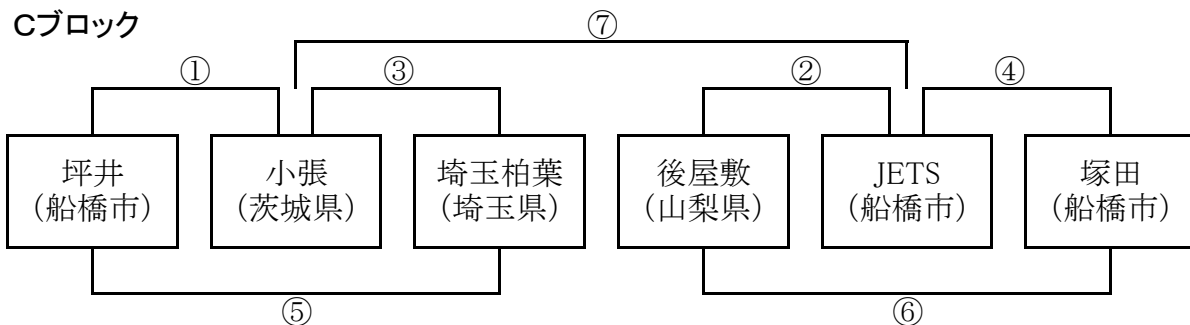 Cブロック
⑦
① ③ ② ④
坪井 小張 埼玉柏葉 後屋敷 JETS 塚田
(船橋市) (茨城県) (埼玉県) (山梨県) (船橋市) (船橋市)
⑤ ⑥